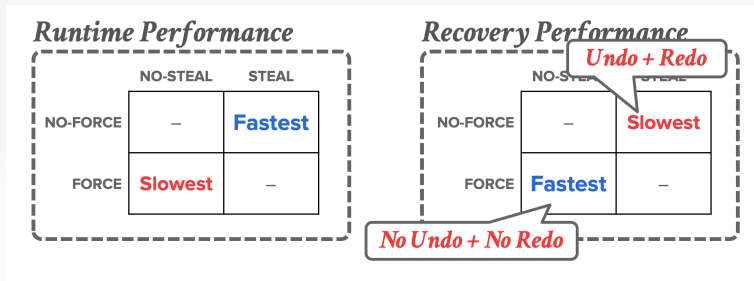 Runtime Performance
NO-STEAL STEAL
NO-FORCE – Fastest
FORCE Slowest –
Recovery Performance
Undo + Redo
NO-STEAL STEAL
NO-FORCE – Slowest
FORCE Fastest –
No Undo + No Redo